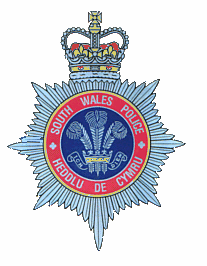 SOUTH WALES POLICE
HEDDLU DE CYMRU